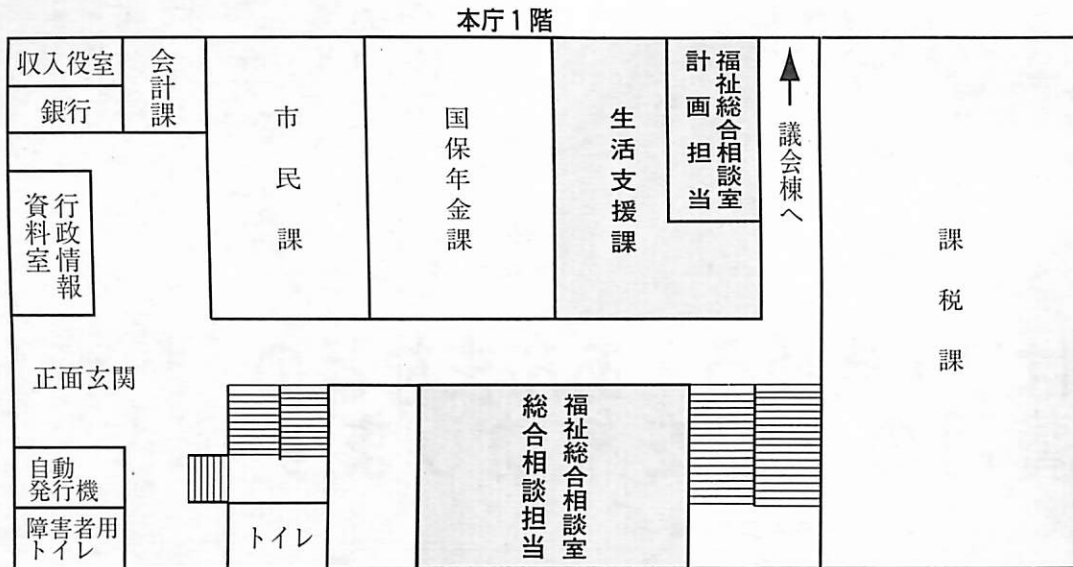 本庁1階
収入役室
銀行
会計課
市民課
国保年金課
生活支援課
福祉総合相談室
計画担当
議会棟へ
課税課
行政情報
資料室
正面玄関
自動
発行機
障害者用
トイレ
トイレ
福祉総合相談室
総合相談担当